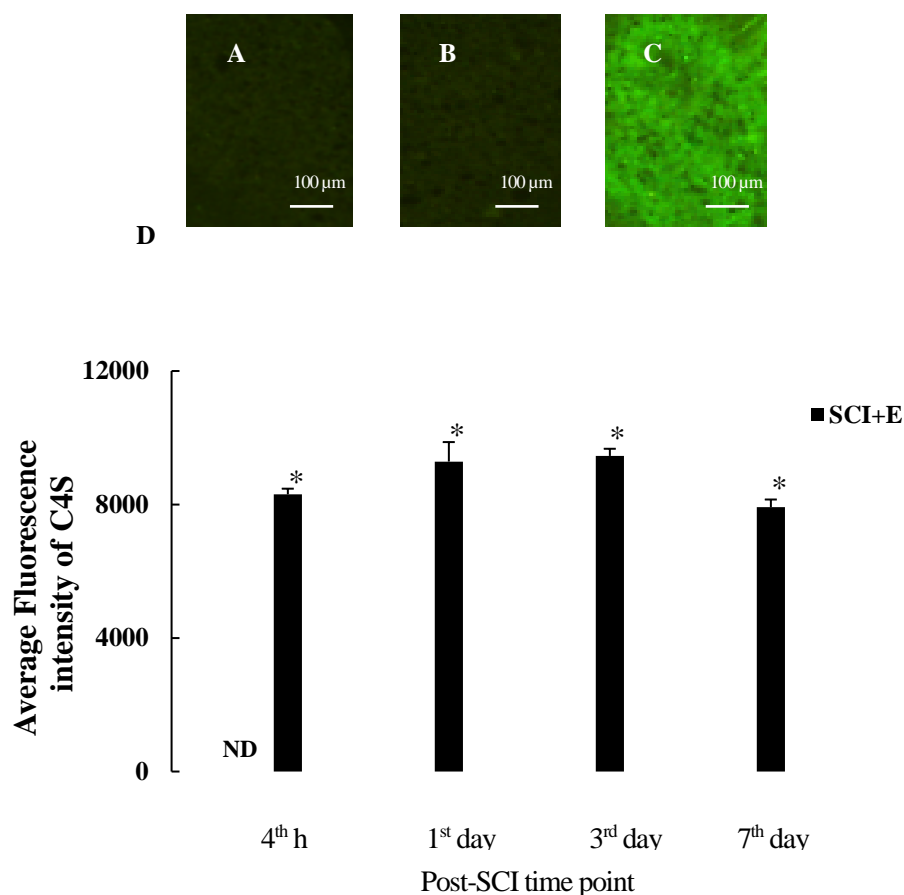 A
B
C
100 µm
100 µm
100 µm
D
12000
8000
4000
0
Average Fluorescence
intensity of C4S
*
*
*
*
SCI+E
ND
4th h
1st day
3rd day
7th day
Post-SCI time point